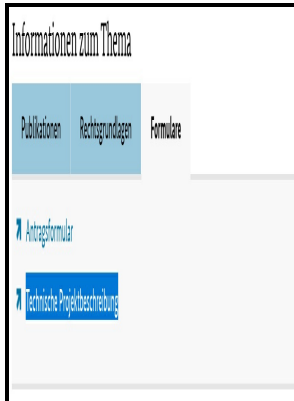 Informationen zum Thema
Publikationen Rechtsgrundlagen Formulare
Antragsformular
Technische Projektbeschreibung